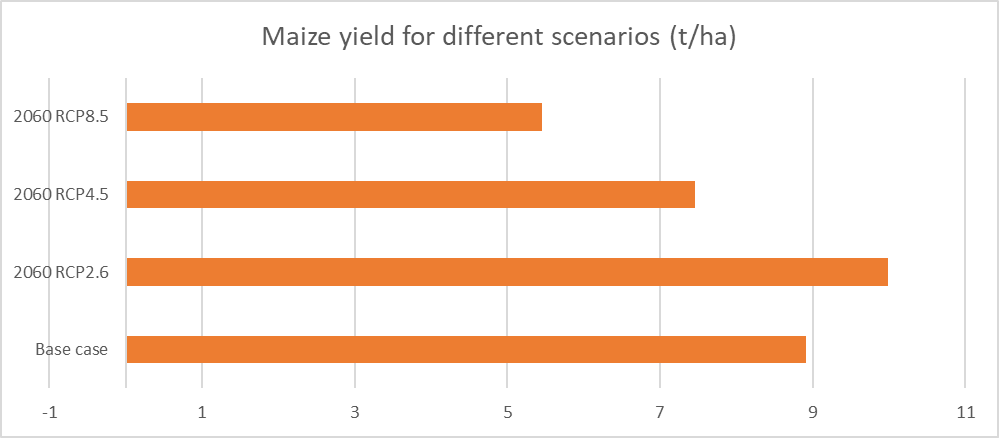 Maize yield for different scenarios (t/ha)
2060 RCP8.5
2060 RCP4.5
2060 RCP2.6
Base case
-1 1 3 5 7 9 11